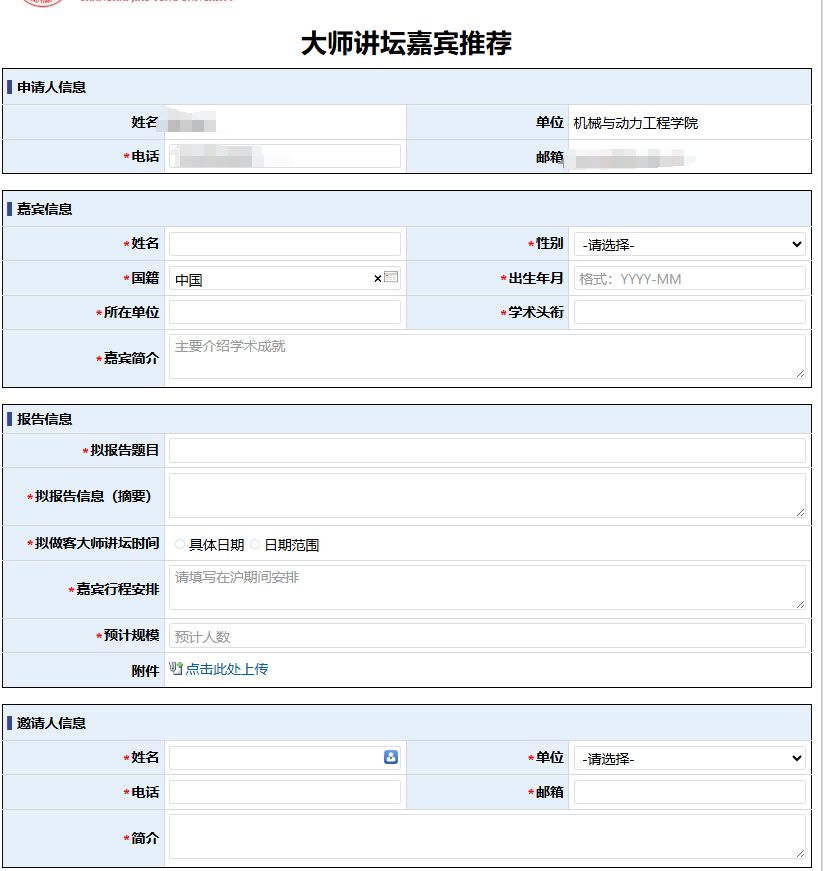 大师讲坛嘉宾推荐
申请人信息
姓名 单位 机械与动力工程学院
*电话 邮箱
嘉宾信息
*姓名 *性别 -请选择-
*国籍 中国 × *出生年月 格式：YYYY-MM
*所在单位 *学术头衔
*嘉宾简介 主要介绍学术成就
报告信息
*拟报告题目
*拟报告信息（摘要）
*拟做客大师讲坛时间 具体日期 日期范围
*嘉宾行程安排 请填写在沪期间安排
*预计规模 预计人数
附件 点击此处上传
邀请人信息
*姓名 *单位 -请选择-
*电话 *邮箱
*简介